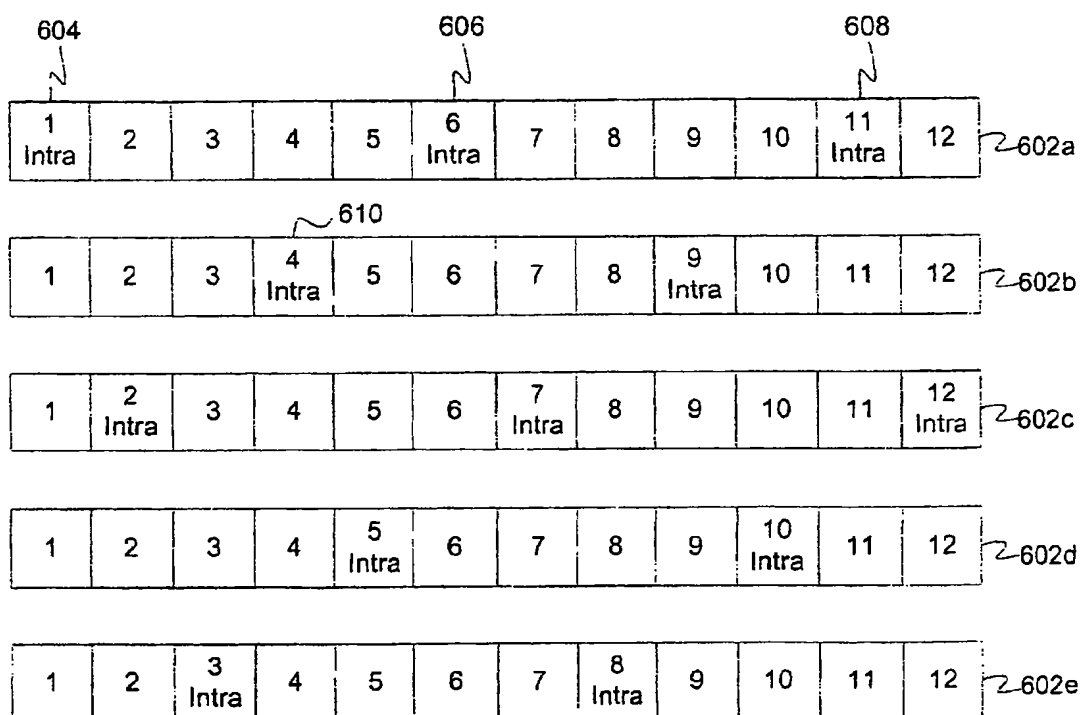 604 606 608
1 Intra 2 3 4 5 6 Intra 7 8 9 10 11 Intra 12 602a
610
1 2 3 4 Intra 5 6 7 8 9 Intra 10 11 12 602b
1 2 Intra 3 4 5 6 7 Intra 8 9 10 11 12 Intra 602c
1 2 3 4 5 Intra 6 7 8 9 10 Intra 11 12 602d
1 2 3 Intra 4 5 6 7 8 Intra 9 10 11 12 602e